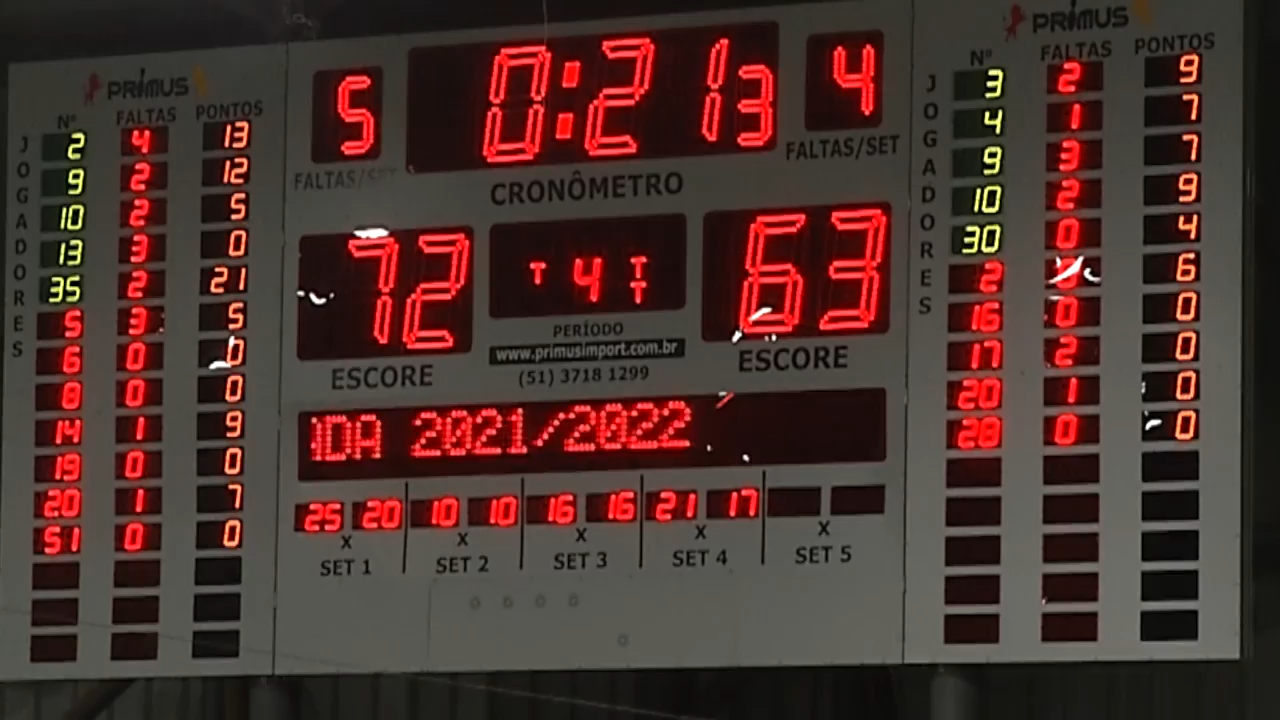 PRIMUS
Nº FALTAS PONTOS
JOGADORES
2 4 13
9 2 12
10 2 5
13 3 0
35 2 21
5 3 5
6 0 0
8 0 0
14 1 9
19 0 0
20 1 7
51 0 0
5 0:21 13 4
FALTAS/SET CRONÔMETRO FALTAS/SET
72 T 4 T T 63
PERÍODO
www.primusimport.com.br
(51) 3718 1299
ESCORE ESCORE
IDA 2021/2022
25 20 10 10 16 16 21 17
X X X X X
SET 1 SET 2 SET 3 SET 4 SET 5
PRIMUS
Nº FALTAS PONTOS
JOGADORES
3 2 9
4 1 7
9 3 7
10 2 9
30 0 4
2 6
16 0 0
17 2 0
20 1 0
28 0 0